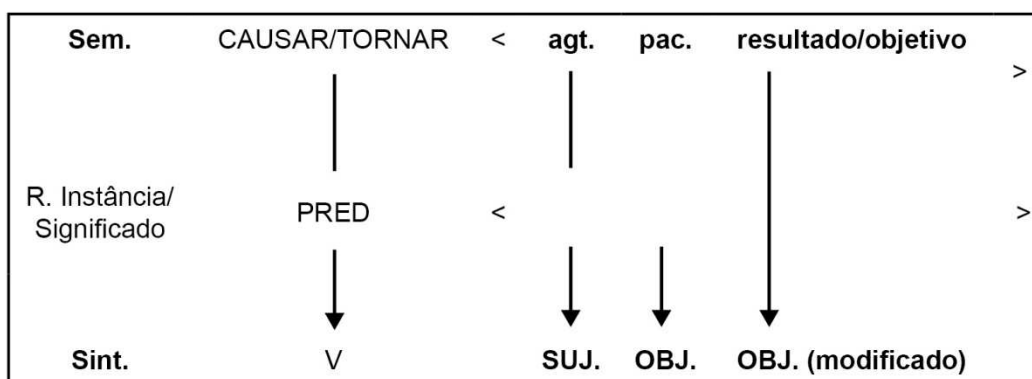 Sem. CAUSAR/TORNAR < agt. pac. resultado/objetivo >
R. Instância/
Significado PRED < >
Sint. V SUJ. OBJ. OBJ. (modificado)